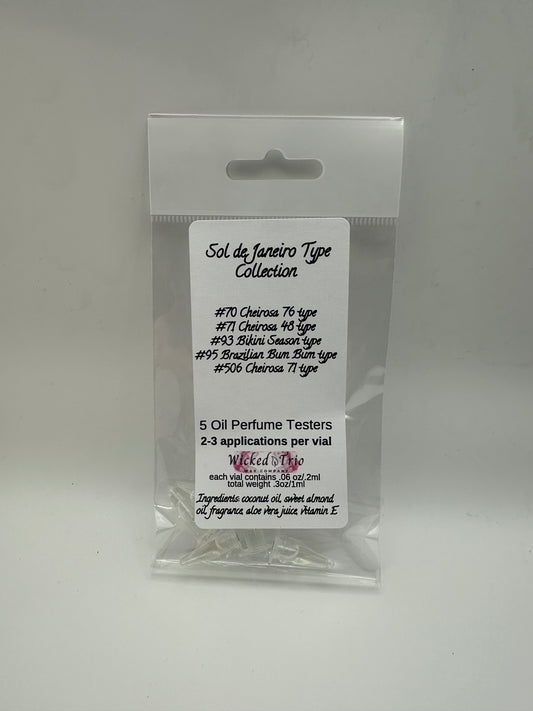 Sol de Janeiro Type
Collection
#70 Cheirosa 76 type
#71 Cheirosa 48 type
#93 Bikini Season type
#95 Brazilian Bum Bum type
#506 Cheirosa 71 type
5 Oil Perfume Testers
2-3 applications per vial
Wicked Trio
WAX COMPANY
each vial contains .06 oz/.2ml
total weight .3oz/1ml
Ingredients: coconut oil, sweet almond
oil, fragrance, aloe vera juice, vitamin E